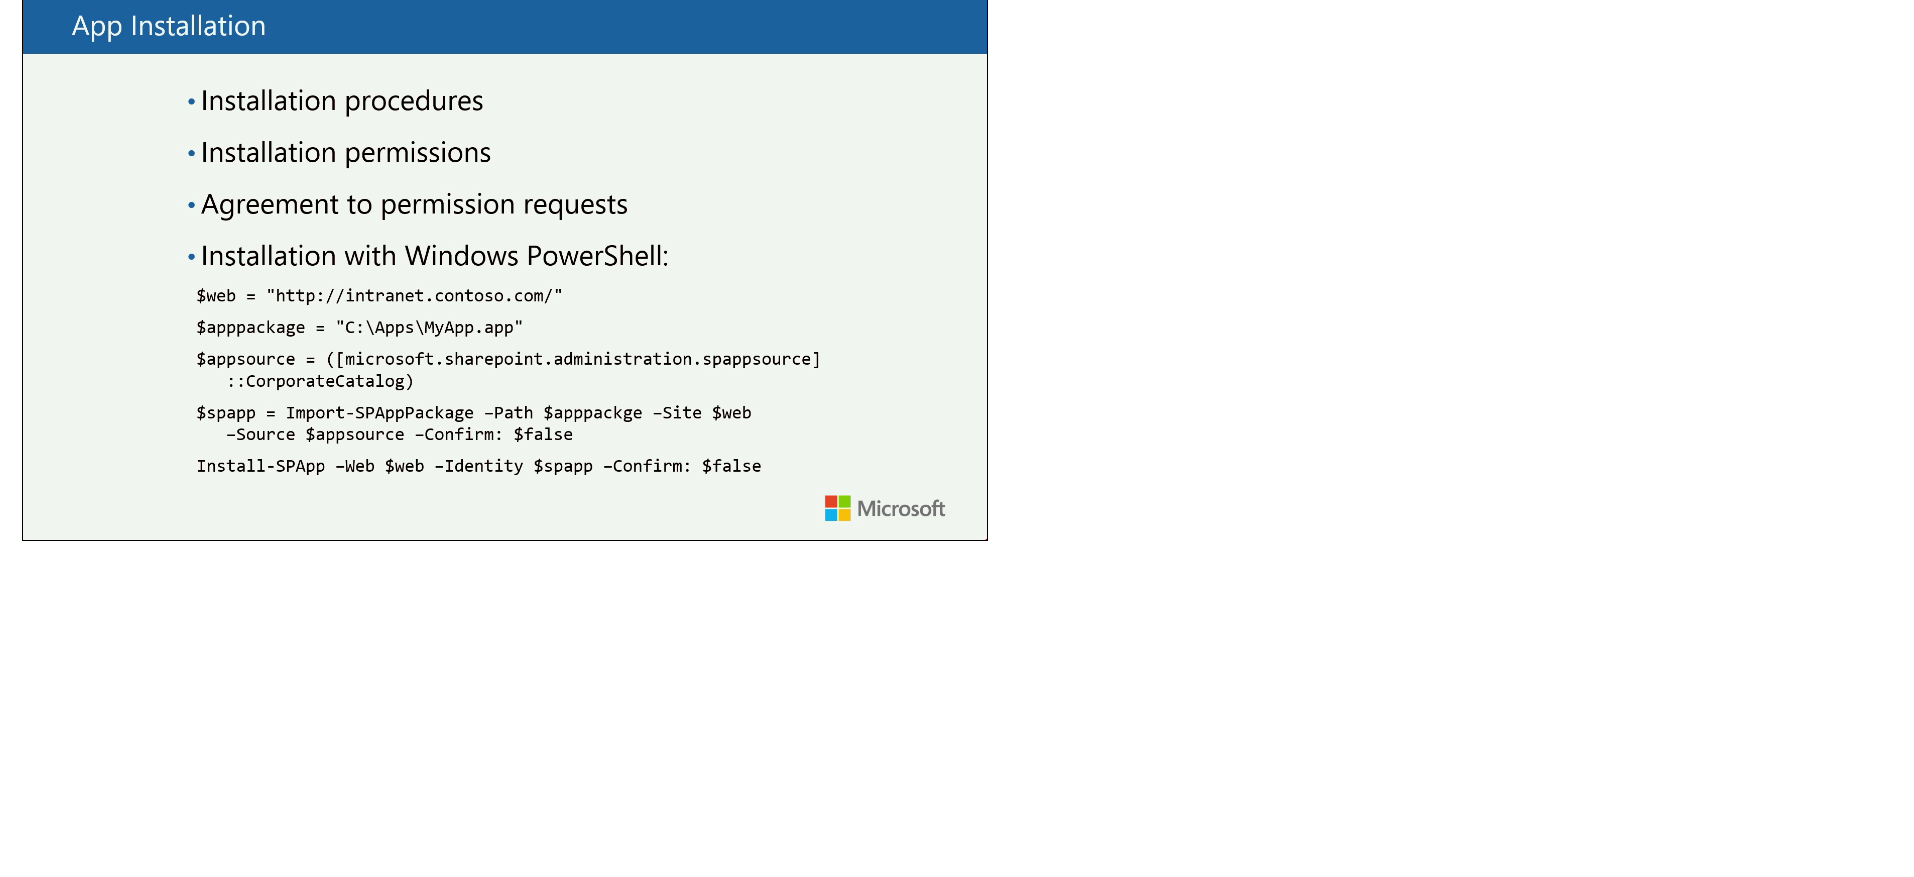 App Installation
• Installation procedures
• Installation permissions
• Agreement to permission requests
• Installation with Windows PowerShell:
$web = "http://intranet.contoso.com/"
$apppackage = "C:\Apps\MyApp.app"
$appsource = ([microsoft.sharepoint.administration.spappsource]
::CorporateCatalog)
$spapp = Import-SPAppPackage –Path $apppackge –Site $web
–Source $appsource –Confirm: $false
Install-SPApp –Web $web –Identity $spapp –Confirm: $false
Microsoft